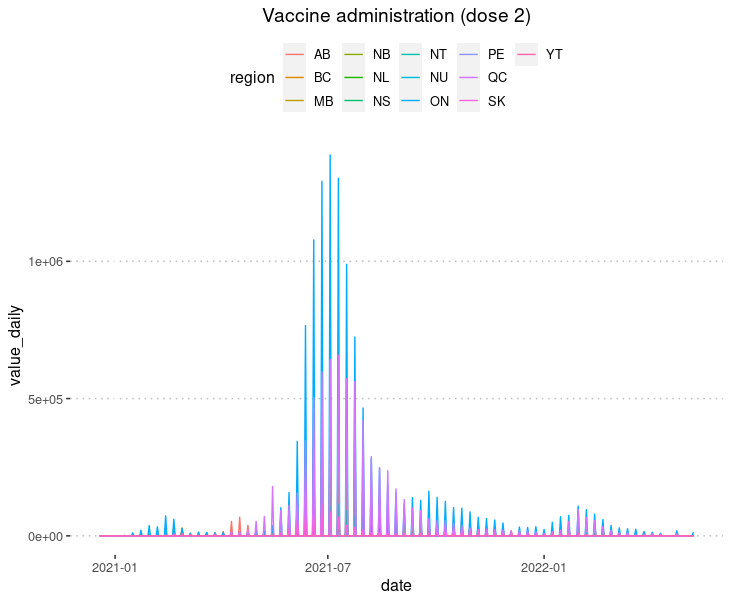 Vaccine administration (dose 2)
AB NB NT PE YT
region BC NL NU QC
MB NS ON SK
value_daily
1e+06
5e+05
0e+00
2021-01 2021-07 2022-01
date